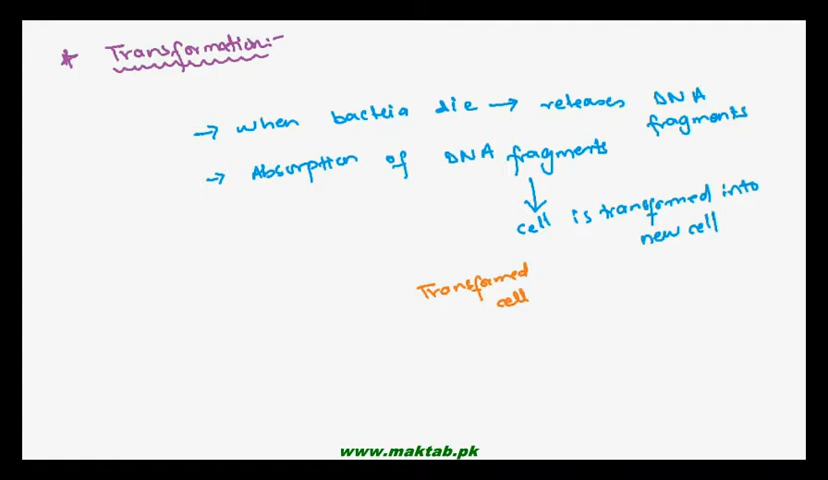 * Transformation:-
→ when bacteia die → releases DNA
fragments
→ Absorption of DNA fragments
↓
cell is transformed into
new cell
Transformed
cell
www.maktab.pk